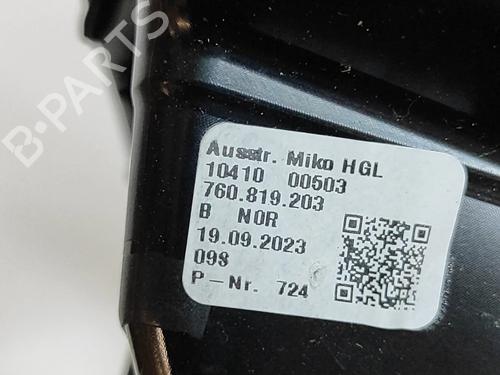 B-PARTS
Ausstr. Miko HGL
10410 00503
760.819.203
B NOR
19.09.2023
098
P-Nr. 724